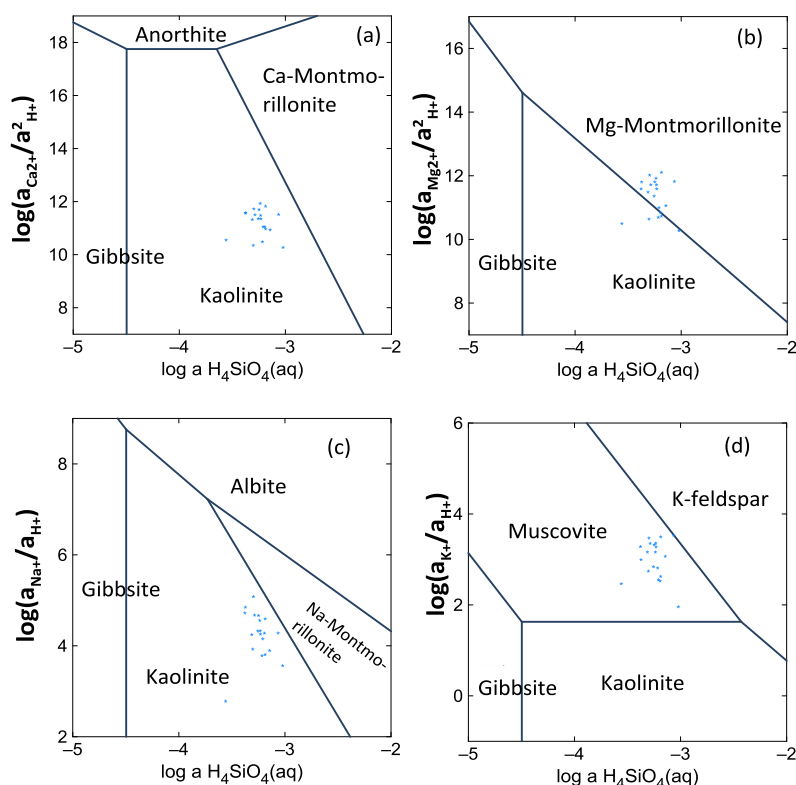 (a)
Anorthite
Ca-Montmo-
rillonite
Gibbsite
Kaolinite
18
16
14
12
10
8
–5
–4
–3
–2
log(aCa2+/a²H+)
log a H₄SiO₄(aq)
(b)
Mg-Montmorillonite
Gibbsite
Kaolinite
16
14
12
10
8
–5
–4
–3
–2
log(aMg2+/a²H+)
log a H₄SiO₄(aq)
(c)
Albite
Gibbsite
Na-Montmo-
rillonite
Kaolinite
8
6
4
2
–5
–4
–3
–2
log(aNa+/aH+)
log a H₄SiO₄(aq)
(d)
K-feldspar
Muscovite
Gibbsite
Kaolinite
6
4
2
0
–5
–4
–3
–2
log(aK+/aH+)
log a H₄SiO₄(aq)